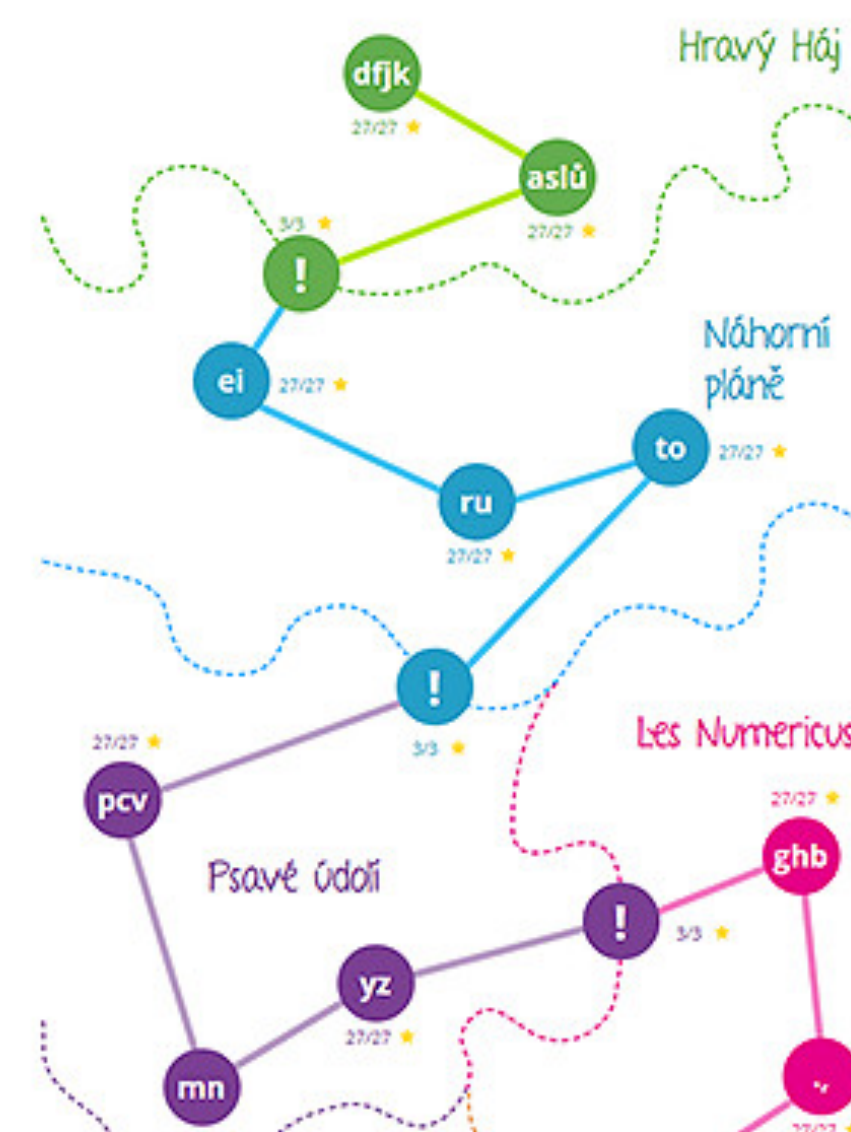 Hravý Háj
dfjk
27/27
aslů
27/27
3/3
!
Náhorní
pláně
ei
27/27
to
27/27
ru
27/27
!
3/3
Les Numericus
27/27
pcv
27/27
ghb
Psavé údolí
!
3/3
yz
27/27
mn
27/27